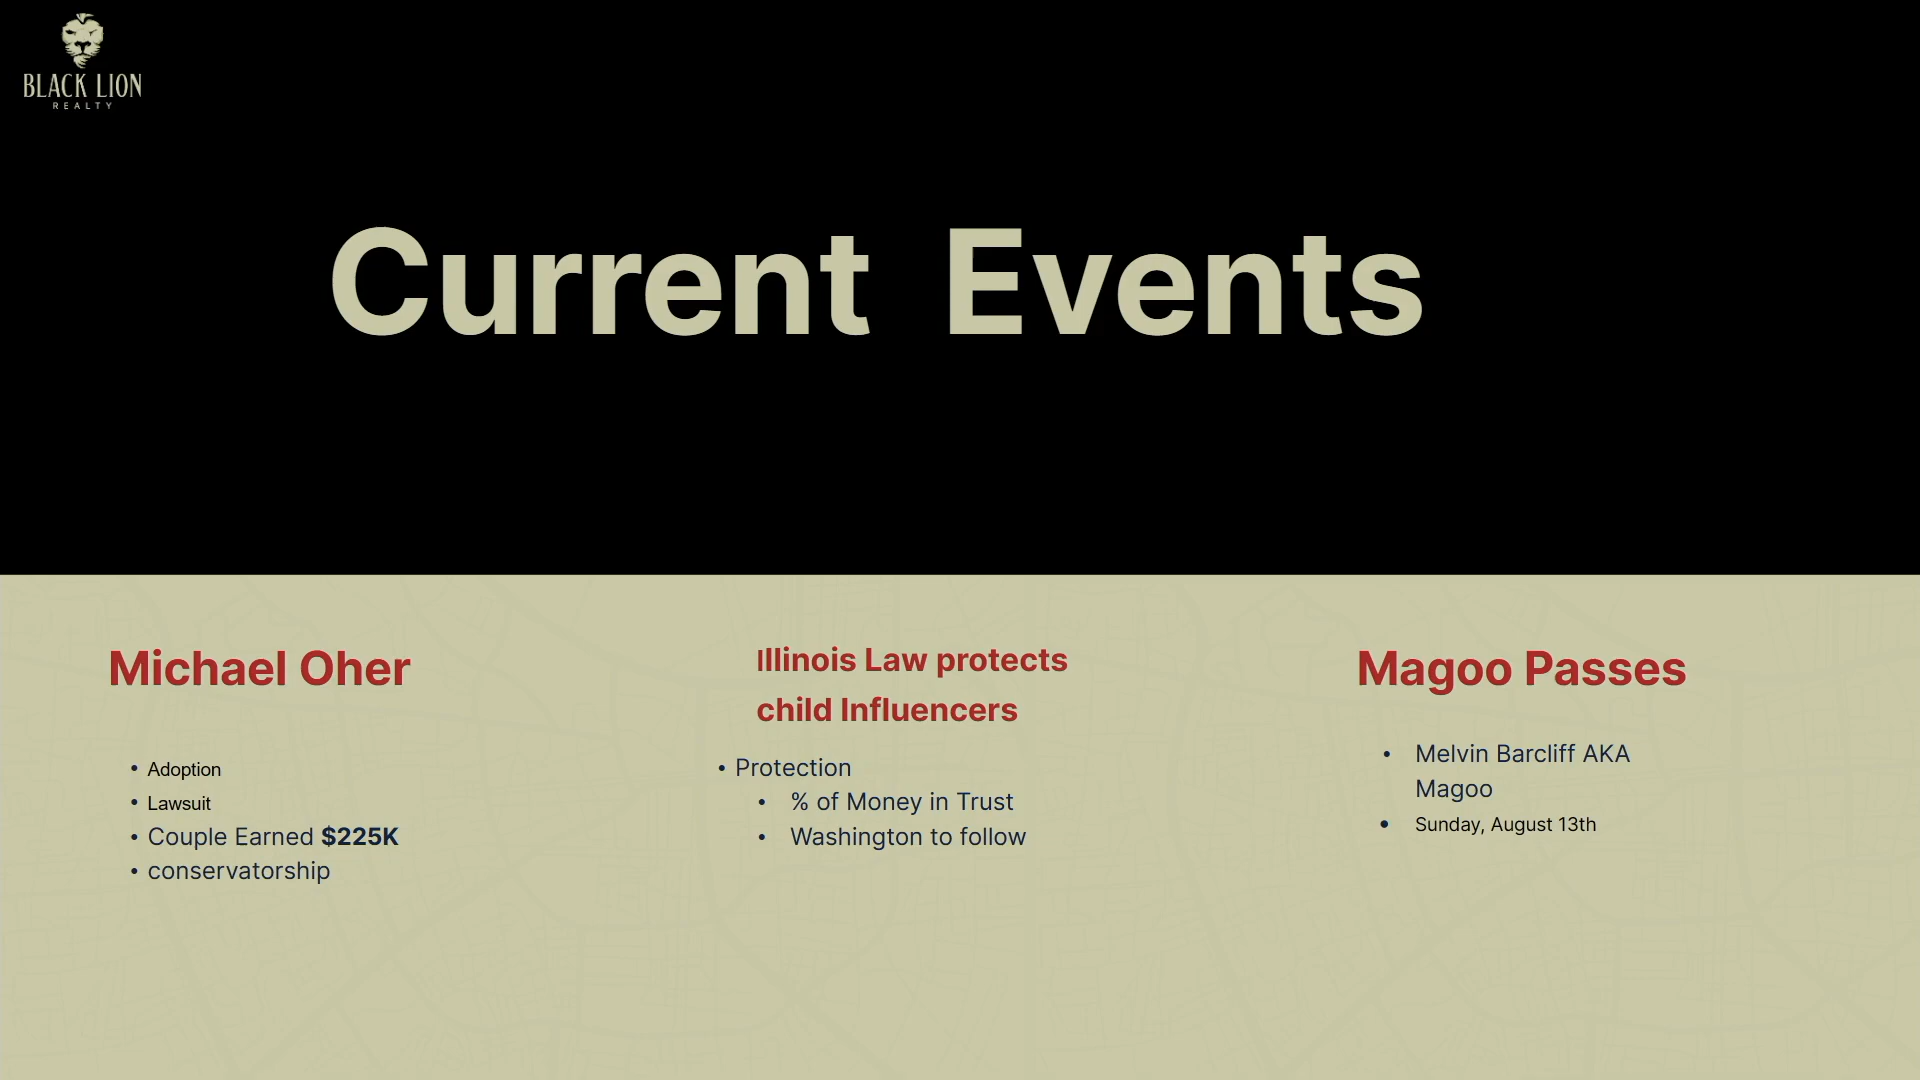 BLACK LION
REALTY
Current Events
Michael Oher
• Adoption
• Lawsuit
• Couple Earned $225K
• conservatorship
Illinois Law protects
child Influencers
• Protection
• % of Money in Trust
• Washington to follow
Magoo Passes
• Melvin Barcliff AKA
Magoo
• Sunday, August 13th